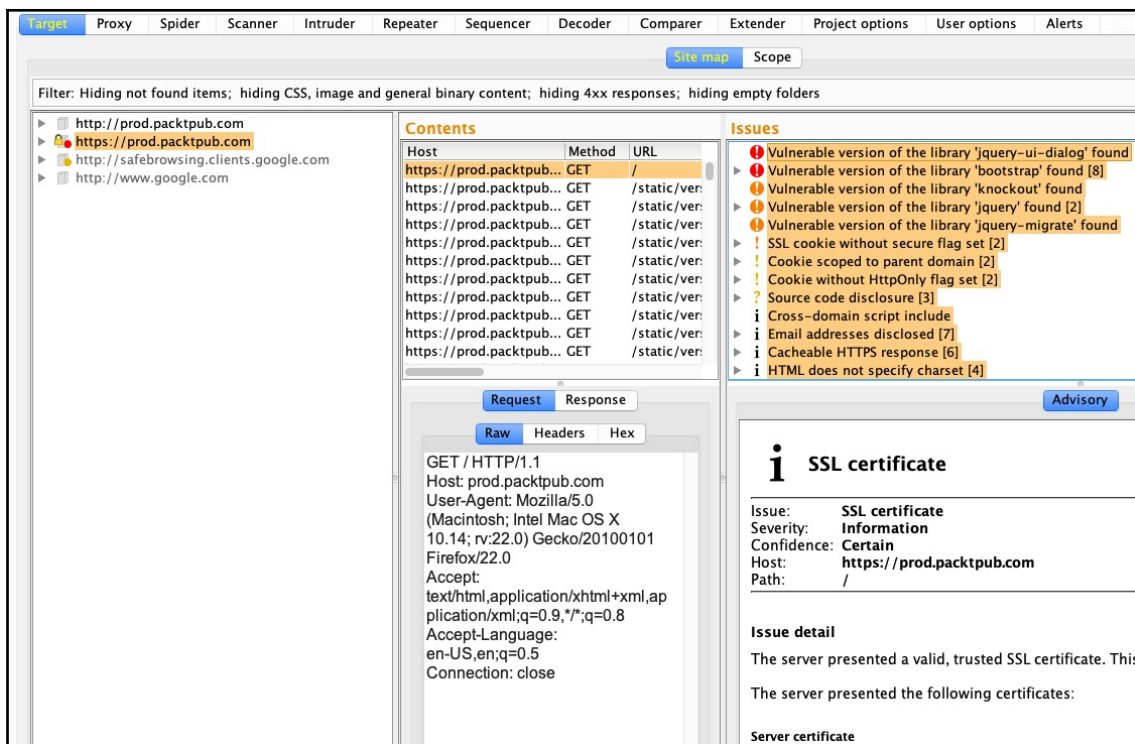 Target Proxy Spider Scanner Intruder Repeater Sequencer Decoder Comparer Extender Project options User options Alerts
Site map Scope
Filter: Hiding not found items; hiding CSS, image and general binary content; hiding 4xx responses; hiding empty folders
http://prod.packtpub.com
https://prod.packtpub.com
http://safebrowsing.clients.google.com
http://www.google.com
Contents
Host Method URL
https://prod.packtpub... GET /
https://prod.packtpub... GET /static/ver
https://prod.packtpub... GET /static/ver
https://prod.packtpub... GET /static/ver
https://prod.packtpub... GET /static/ver
https://prod.packtpub... GET /static/ver
https://prod.packtpub... GET /static/ver
https://prod.packtpub... GET /static/ver
https://prod.packtpub... GET /static/ver
https://prod.packtpub... GET /static/ver
https://prod.packtpub... GET /static/ver
Request Response
Raw Headers Hex
GET / HTTP/1.1
Host: prod.packtpub.com
User-Agent: Mozilla/5.0
(Macintosh; Intel Mac OS X
10.14; rv:22.0) Gecko/20100101
Firefox/22.0
Accept:
text/html,application/xhtml+xml,ap
plication/xml;q=0.9,*/*;q=0.8
Accept-Language:
en-US,en;q=0.5
Connection: close
Issues
Vulnerable version of the library 'jquery-ui-dialog' found
Vulnerable version of the library 'bootstrap' found [8]
Vulnerable version of the library 'knockout' found
Vulnerable version of the library 'jquery' found [2]
Vulnerable version of the library 'jquery-migrate' found
SSL cookie without secure flag set [2]
Cookie scoped to parent domain [2]
Cookie without HttpOnly flag set [2]
Source code disclosure [3]
Cross-domain script include
Email addresses disclosed [7]
Cacheable HTTPS response [6]
HTML does not specify charset [4]
Advisory
SSL certificate
Issue: SSL certificate
Severity: Information
Confidence: Certain
Host: https://prod.packtpub.com
Path: /
Issue detail
The server presented a valid, trusted SSL certificate. This
The server presented the following certificates:
Server certificate